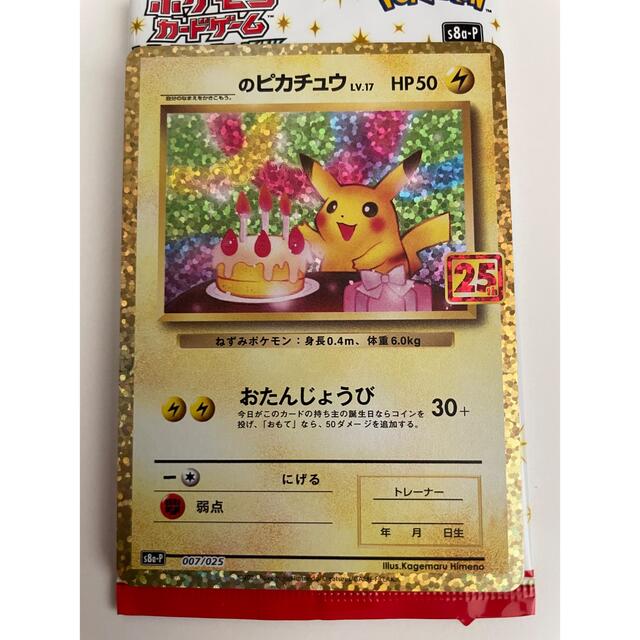 ポケモン
カードゲーム
s8a-P
のピカチュウ LV.17 HP50
自分のなまえをかきこもう。
25th
ねずみポケモン：身長0.4m、体重6.0kg
おたんじょうび 30+
今日がこのカードの持ち主の誕生日ならコインを
投げ、「おもて」なら、50ダメージを追加する。
にげる
弱点
トレーナー
年 月 日生
s8a-P 007/025
Illus.Kagemaru Himeno